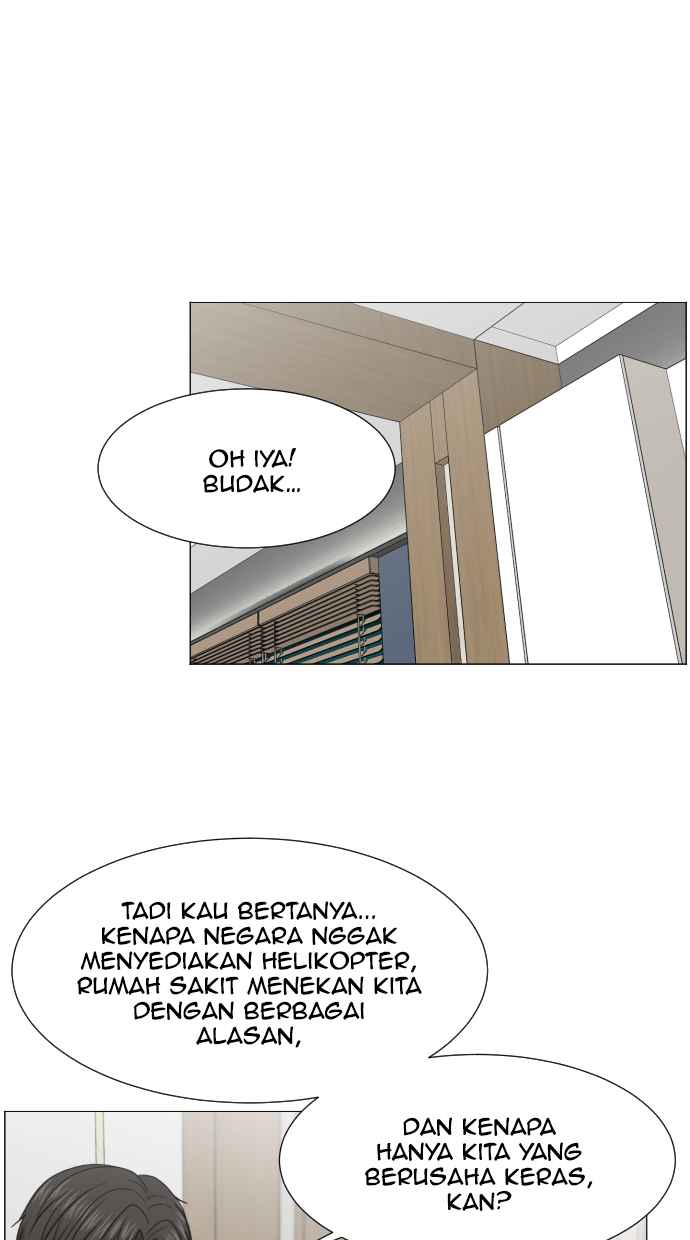 OH IYA!
BUDAK...
TADI KAU BERTANYA...
KENAPA NEGARA NGGAK
MENYEDIAKAN HELIKOPTER,
RUMAH SAKIT MENEKAN KITA
DENGAN BERBAGAI
ALASAN,
DAN KENAPA
HANYA KITA YANG
BERUSAHA KERAS,
KAN?